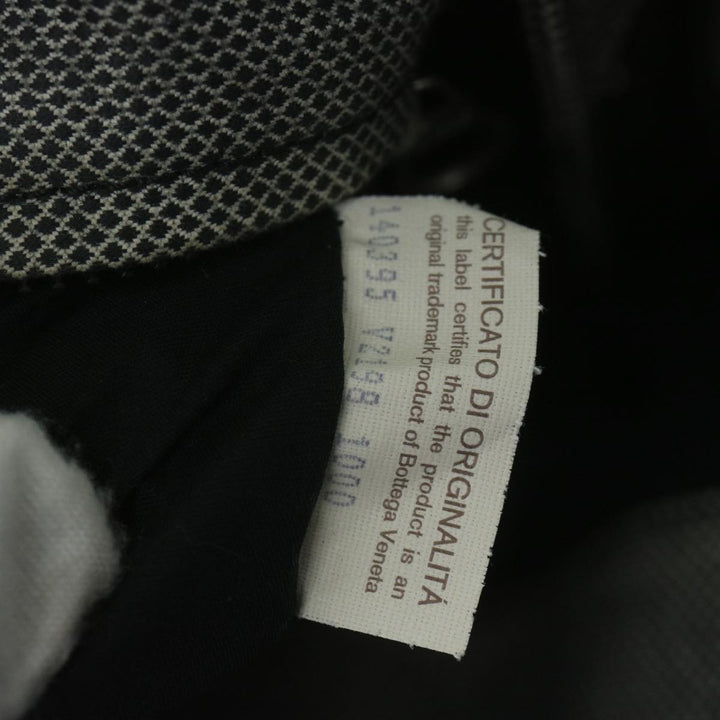 CERTIFICATO DI ORIGINALITÁ
this label certifies that the product is an
original trademark product of Bottega Veneta
140395 V2198 1000